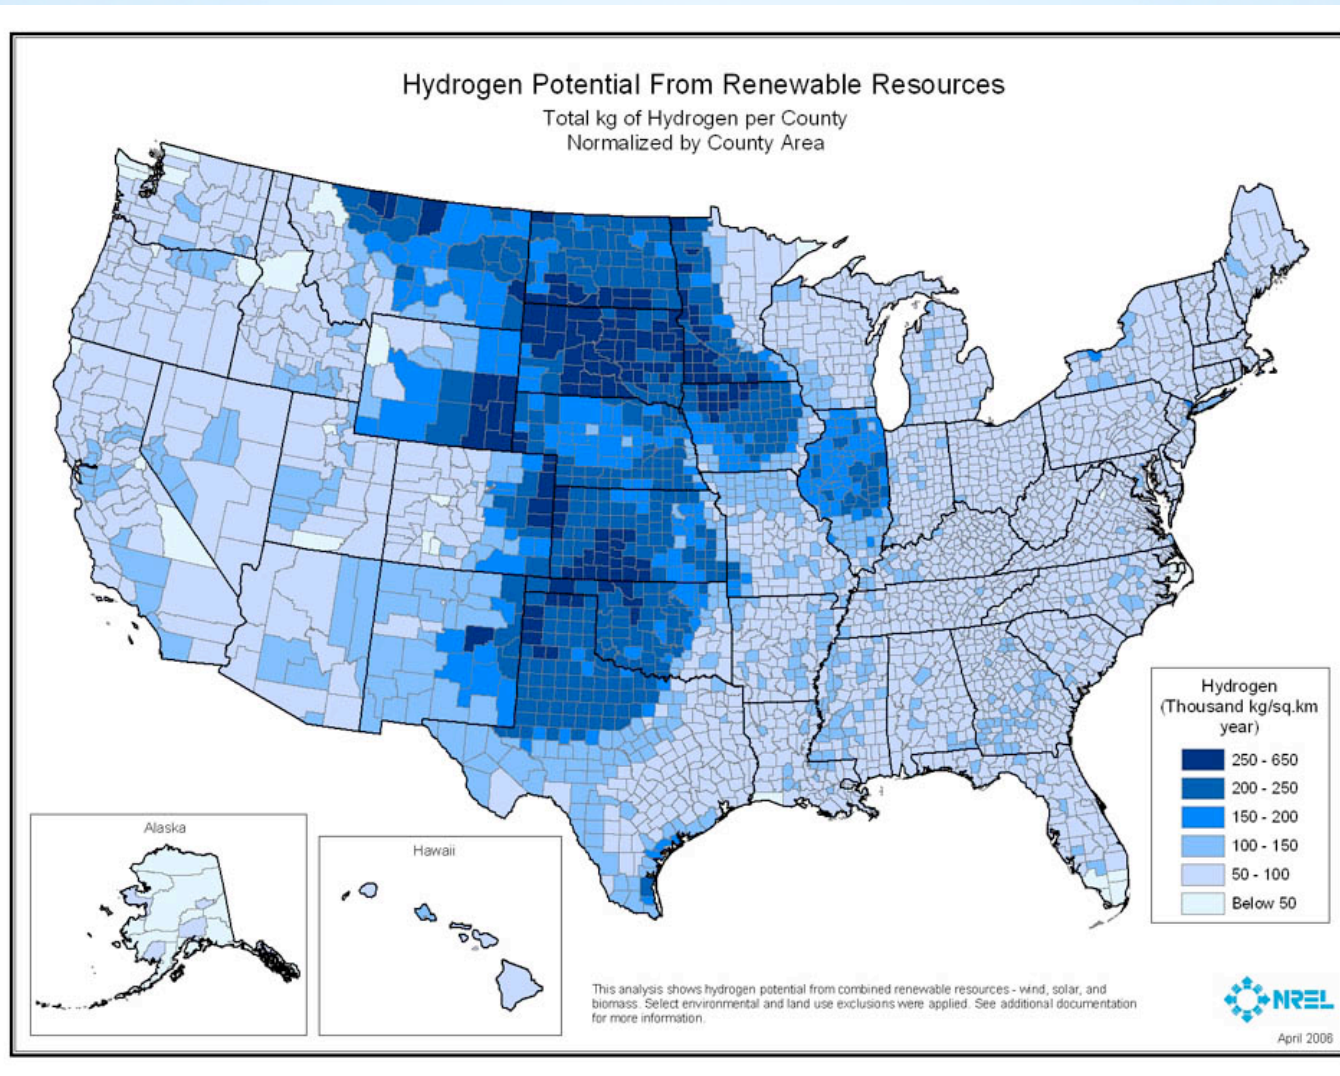 Hydrogen Potential From Renewable Resources
Total kg of Hydrogen per County
Normalized by County Area
Hydrogen
(Thousand kg/sq.km
year)
250 - 650
200 - 250
150 - 200
100 - 150
50 - 100
Below 50
Alaska
Hawaii
This analysis shows hydrogen potential from combined renewable resources - wind, solar, and
biomass. Select environmental and land use exclusions were applied. See additional documentation
for more information.
NREL
April 2006